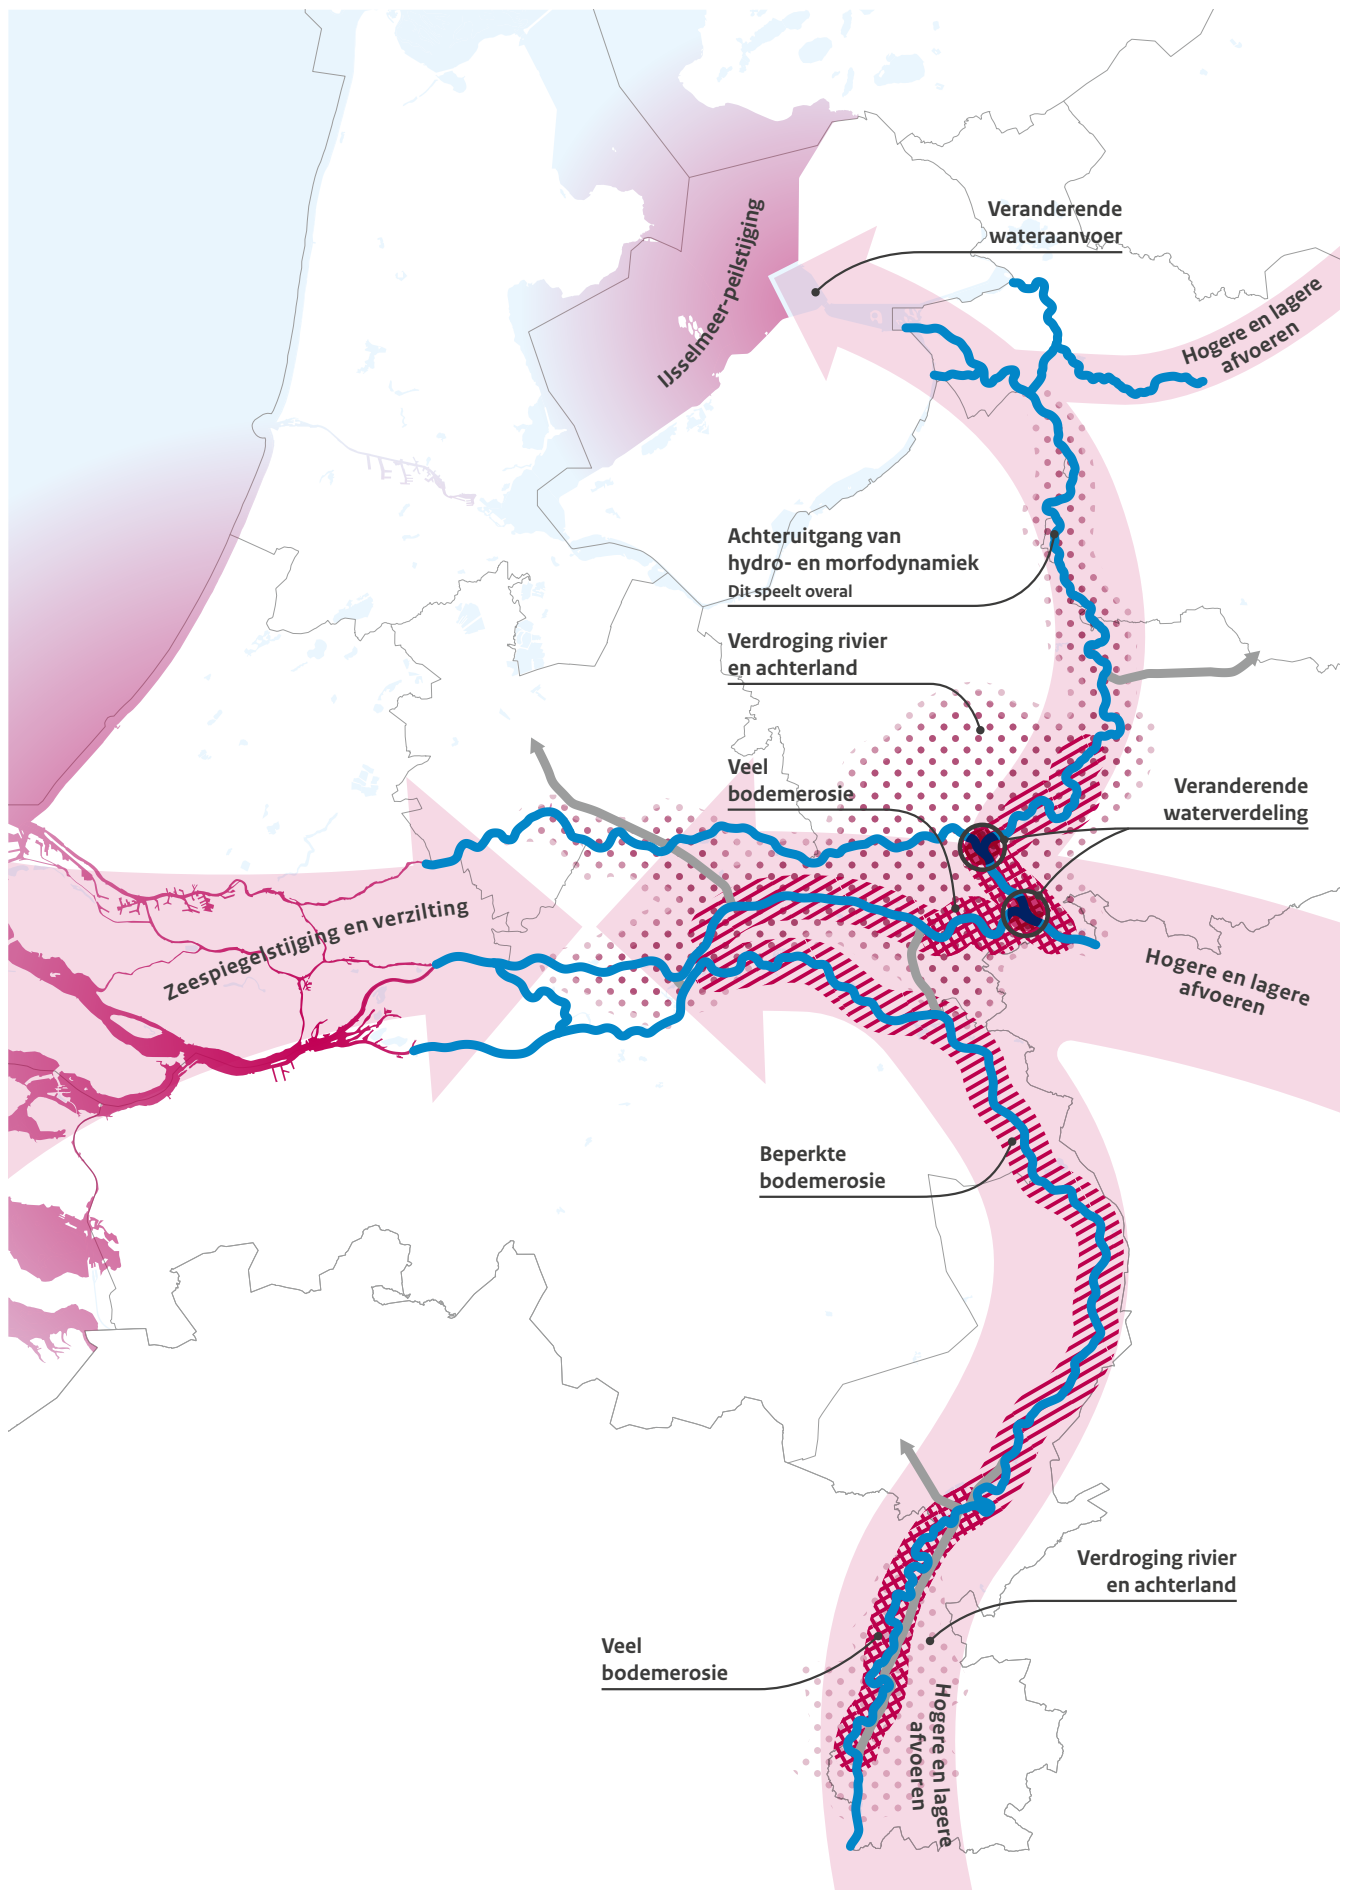 Veranderende
wateraanvoer
IJsselmeer-peilstijging
Hogere en lagere
afvoeren
Achteruitgang van
hydro- en morfodynamiek
Dit speelt overal
Verdroging rivier
en achterland
Veel
bodemerosie
Veranderende
waterverdeling
Zeespiegelstijging en verzilting
Hogere en lagere
afvoeren
Beperkte
bodemerosie
Verdroging rivier
en achterland
Veel
bodemerosie
Hogere en lagere
afvoeren